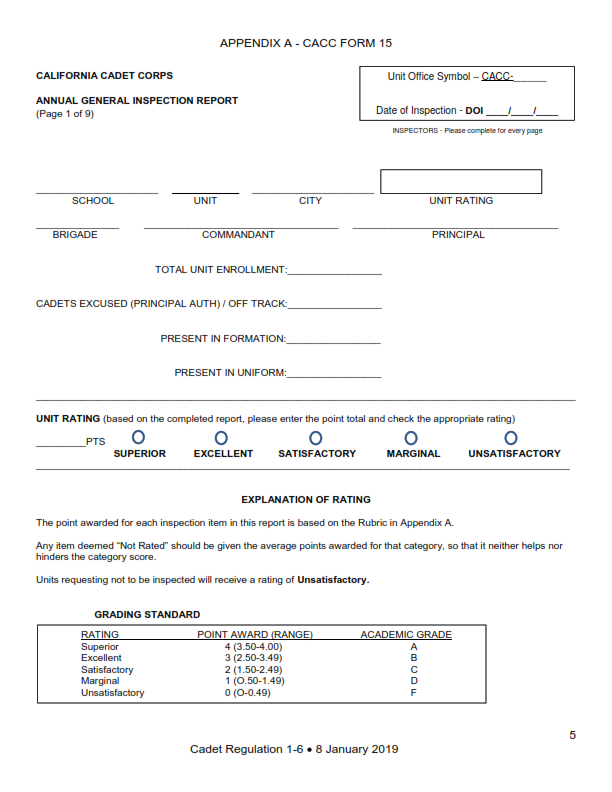 APPENDIX A - CACC FORM 15
CALIFORNIA CADET CORPS
Unit Office Symbol – CACC-______
ANNUAL GENERAL INSPECTION REPORT
(Page 1 of 9)
Date of Inspection - DOI ____/____/____
INSPECTORS - Please complete for every page
SCHOOL UNIT CITY UNIT RATING
BRIGADE COMMANDANT PRINCIPAL
TOTAL UNIT ENROLLMENT:_________________
CADETS EXCUSED (PRINCIPAL AUTH) / OFF TRACK:_________________
PRESENT IN FORMATION:_________________
PRESENT IN UNIFORM:_________________
UNIT RATING (based on the completed report, please enter the point total and check the appropriate rating)
_________PTS
SUPERIOR EXCELLENT SATISFACTORY MARGINAL UNSATISFACTORY
EXPLANATION OF RATING
The point awarded for each inspection item in this report is based on the Rubric in Appendix A.
Any item deemed “Not Rated” should be given the average points awarded for that category, so that it neither helps nor
hinders the category score.
Units requesting not to be inspected will receive a rating of Unsatisfactory.
GRADING STANDARD
RATING POINT AWARD (RANGE) ACADEMIC GRADE
Superior 4 (3.50-4.00) A
Excellent 3 (2.50-3.49) B
Satisfactory 2 (1.50-2.49) C
Marginal 1 (O.50-1.49) D
Unsatisfactory 0 (O-0.49) F
5
Cadet Regulation 1-6 • 8 January 2019